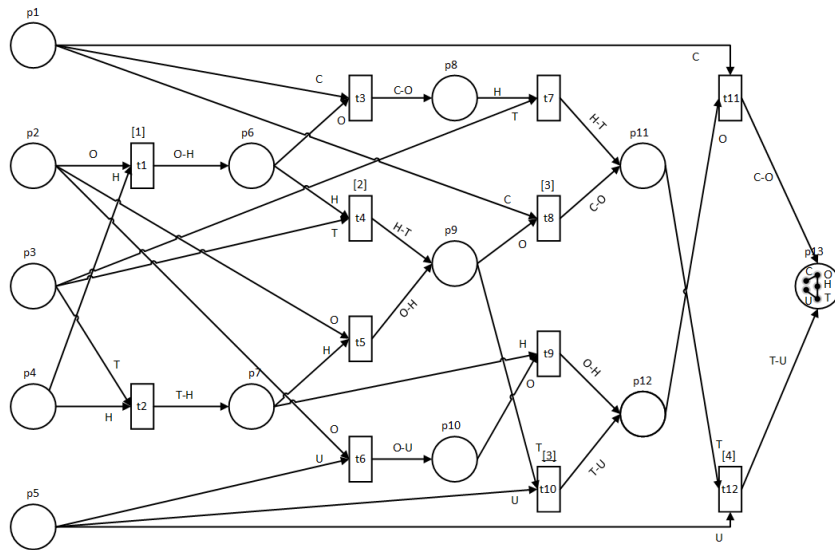 p1
C
C
p8
H
t3
C-O
O
t7
T
H-T
t11
O
p2
[1]
O
t1
H
O-H
p6
p11
H
[2]
T
t4
H-T
C
[3]
t8
O
C-O
C-O
p3
p9
p13
C
O
H
U
T
T
O
t5
H
O-H
p4
H
t2
T-H
p7
H
t9
O
O-H
p12
T-U
O
U
t6
O-U
p10
T
[3]
t10
U
T-U
T
[4]
t12
p5
U